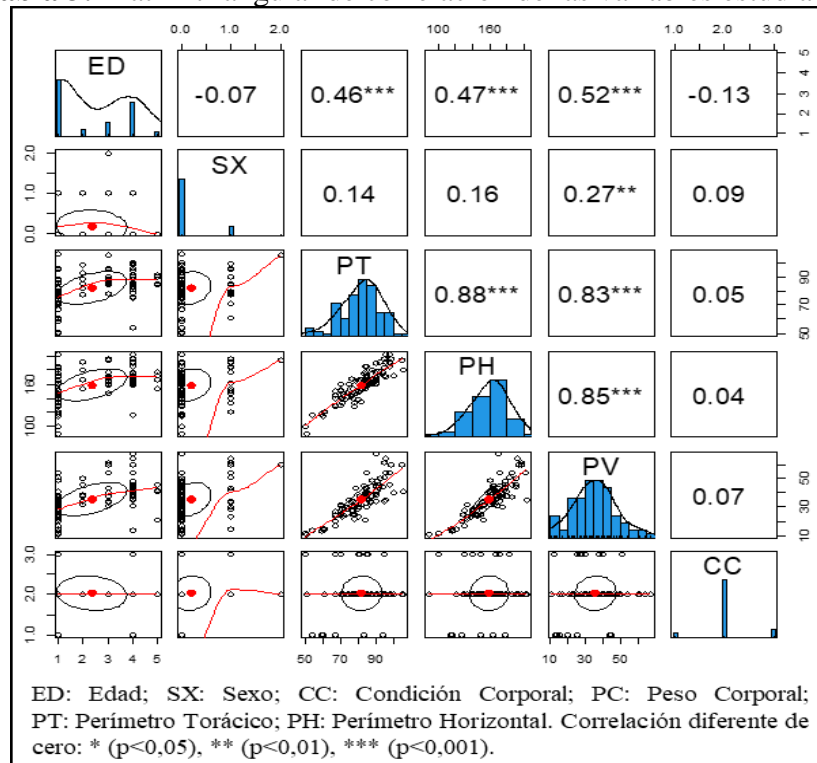 0.0 1.0 2.0 100 160 1.0 2.0 3.0
ED -0.07 0.46*** 0.47*** 0.52*** -0.13
1 2 3 4 5
0.0 1.0 2.0
SX 0.14 0.16 0.27** 0.09
PT 0.88*** 0.83*** 0.05
50 70 90
100 160
PH 0.85*** 0.04
PV 0.07
10 30 50
1.0 2.0 3.0
CC
1 2 3 4 5 50 70 90 10 30 50
ED: Edad; SX: Sexo; CC: Condición Corporal; PC: Peso Corporal;
PT: Perímetro Torácico; PH: Perímetro Horizontal. Correlación diferente de
cero: * (p<0,05), ** (p<0,01), *** (p<0,001).